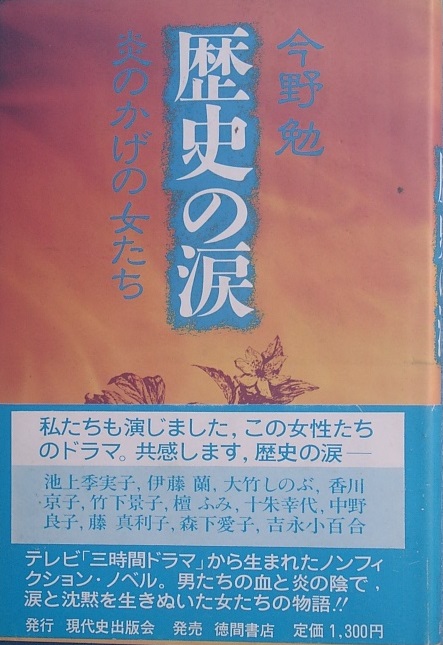 今野勉
歴史の涙
炎のかげの女たち
私たちも演じました，この女性たち
のドラマ。共感します，歴史の涙―
池上季実子，伊藤 蘭，大竹しのぶ，香川
京子，竹下景子，檀 ふみ，十朱幸代，中野
良子，藤 真利子，森下愛子，吉永小百合
テレビ「三時間ドラマ」から生まれたノンフィ
クション・ノベル。男たちの血と炎の陰で，
涙と沈黙を生きぬいた女たちの物語!!
発行 現代史出版会 発売 徳間書店 定価 1,300円